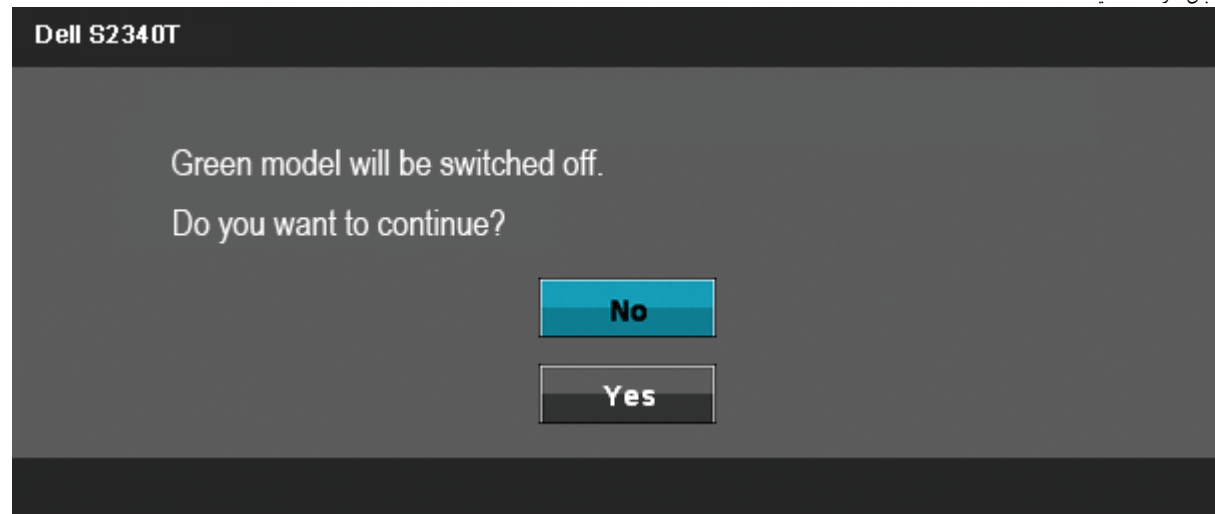 Dell S2340T
Green model will be switched off.
Do you want to continue?
No
Yes